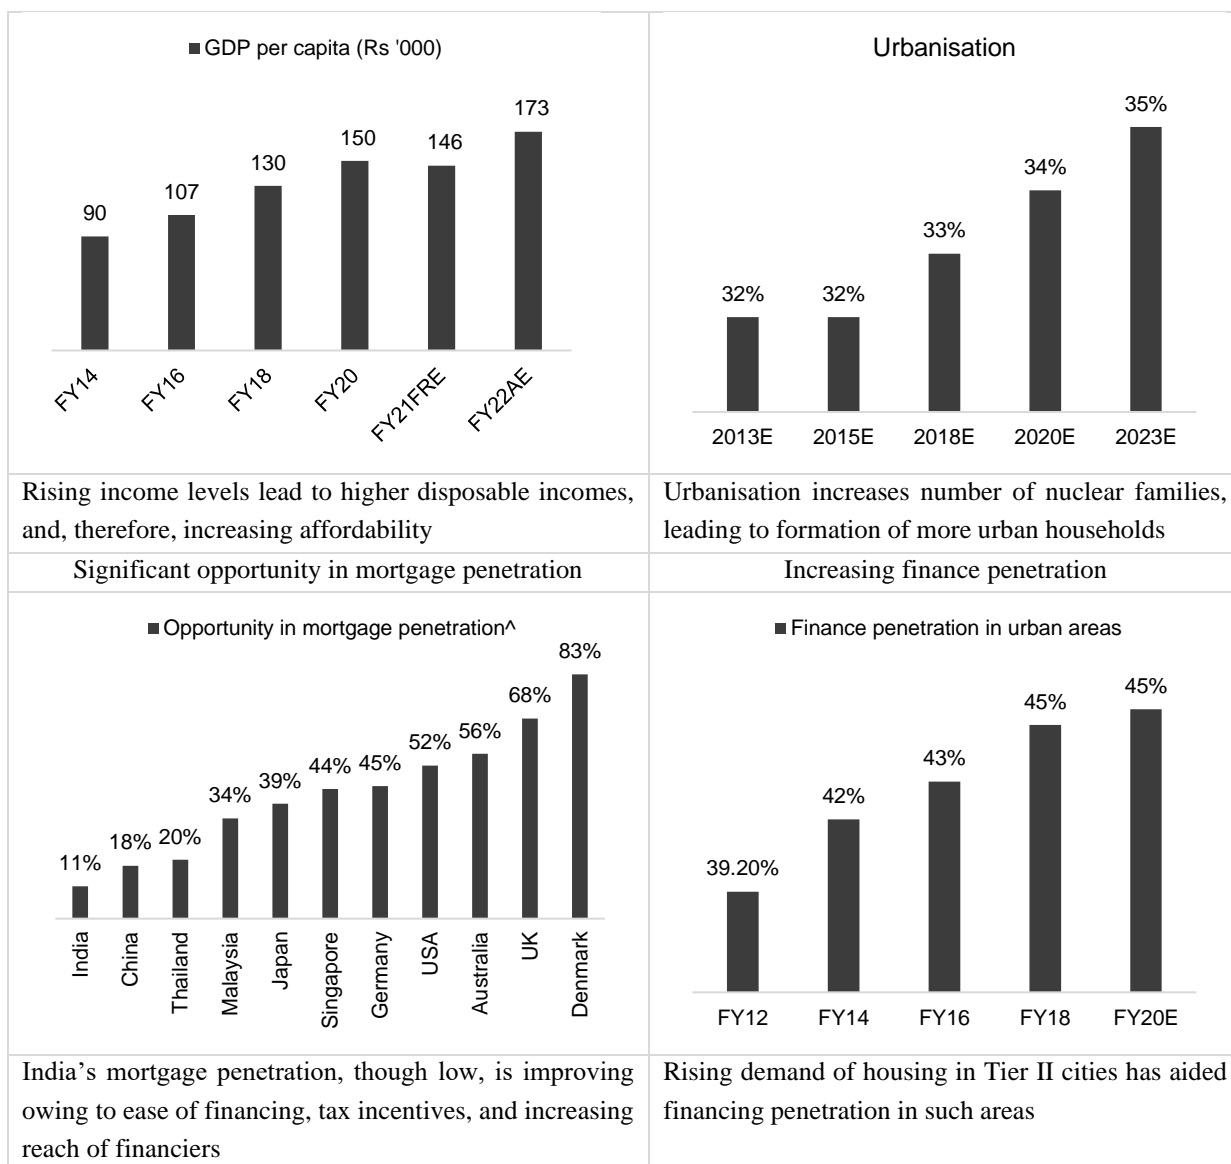 GDP per capita (Rs '000)
90
107
130
150
146
173
FY14
FY16
FY18
FY20
FY21FRE
FY22AE
Urbanisation
32%
32%
33%
34%
35%
2013E
2015E
2018E
2020E
2023E
Rising income levels lead to higher disposable incomes,
and, therefore, increasing affordability
Urbanisation increases number of nuclear families,
leading to formation of more urban households
Significant opportunity in mortgage penetration
Increasing finance penetration
Opportunity in mortgage penetration^
11%
18%
20%
34%
39%
44%
45%
52%
56%
68%
83%
India
China
Thailand
Malaysia
Japan
Singapore
Germany
USA
Australia
UK
Denmark
Finance penetration in urban areas
39.20%
42%
43%
45%
45%
FY12
FY14
FY16
FY18
FY20E
India’s mortgage penetration, though low, is improving
owing to ease of financing, tax incentives, and increasing
reach of financiers
Rising demand of housing in Tier II cities has aided
financing penetration in such areas